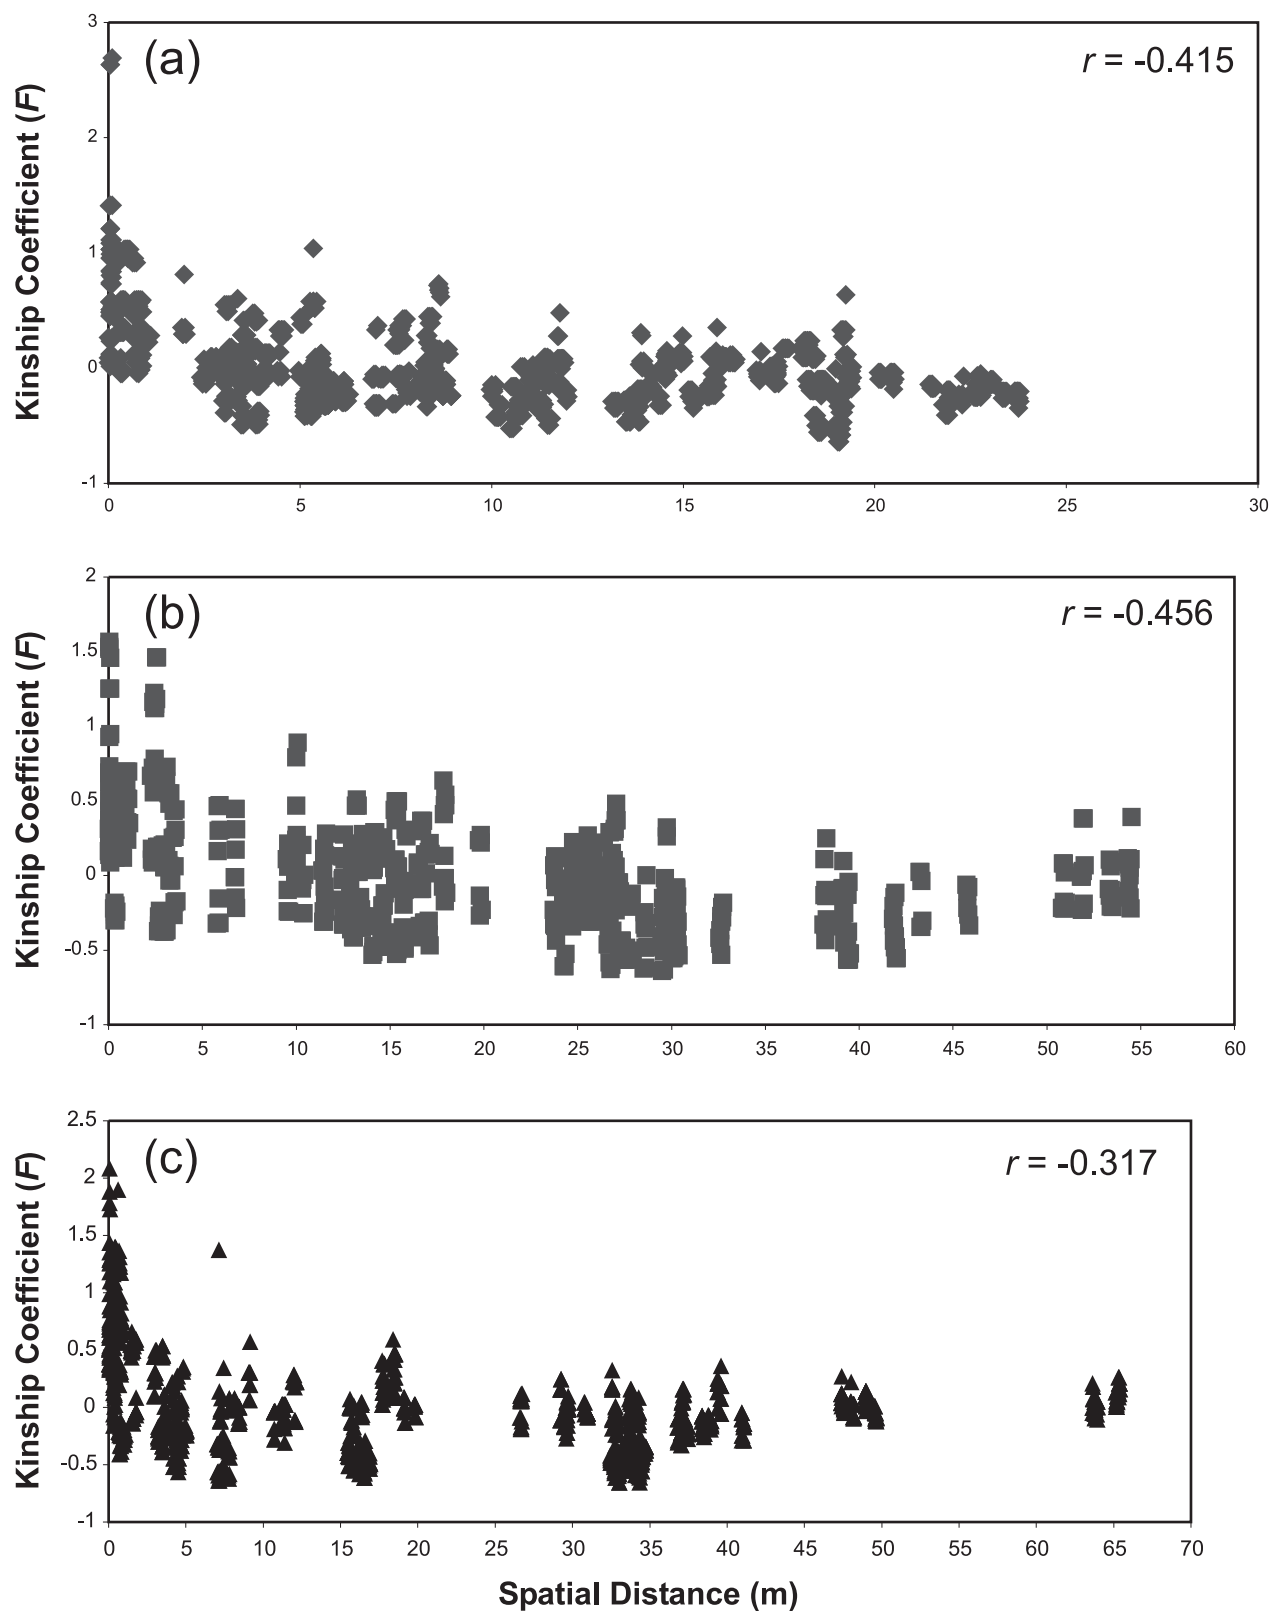 (a)
r = -0.415
Kinship Coefficient (F)
3
2
1
0
-1
0 5 10 15 20 25 30
(b)
r = -0.456
Kinship Coefficient (F)
2
1.5
1
0.5
0
-0.5
-1
0 5 10 15 20 25 30 35 40 45 50 55 60
(c)
r = -0.317
Kinship Coefficient (F)
2.5
2
1.5
1
0.5
0
-0.5
-1
0 5 10 15 20 25 30 35 40 45 50 55 60 65 70
Spatial Distance (m)